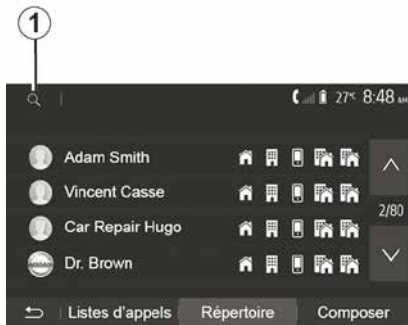 1
27°C 8:48 AM
Adam Smith
Vincent Casse
Car Repair Hugo
2/80
Dr. Brown
Listes d'appels Répertoire Composer